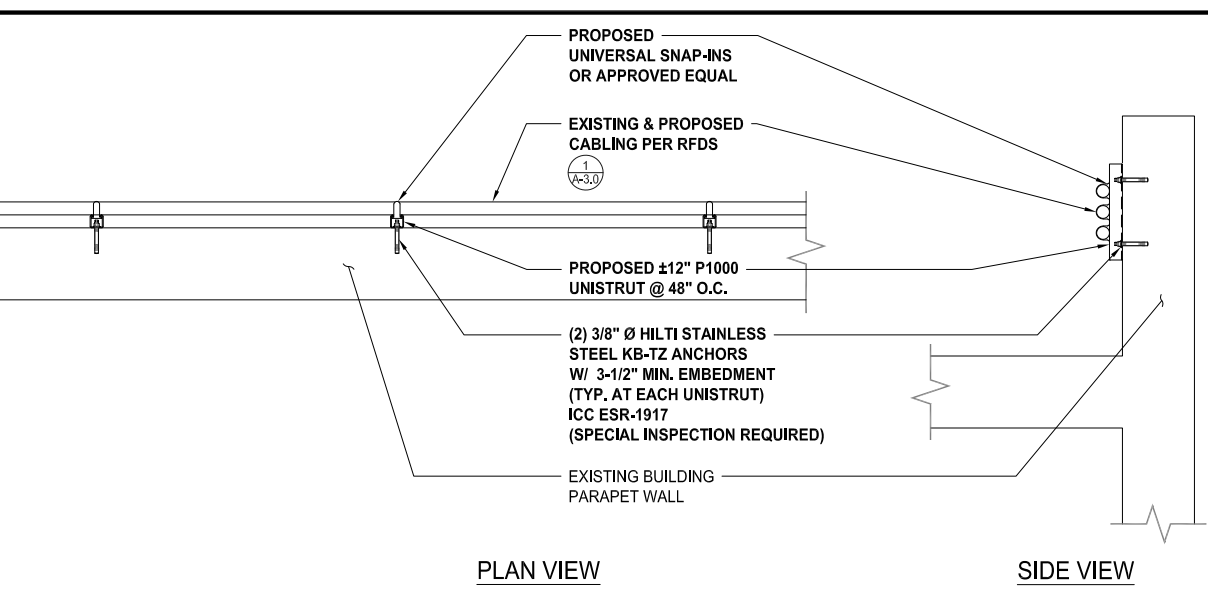 PROPOSED
UNIVERSAL SNAP-INS
OR APPROVED EQUAL
EXISTING & PROPOSED
CABLING PER RFDS
1
A-3.0
PROPOSED ±12" P1000
UNISTRUT @ 48" O.C.
(2) 3/8" Ø HILTI STAINLESS
STEEL KB-TZ ANCHORS
W/ 3-1/2" MIN. EMBEDMENT
(TYP. AT EACH UNISTRUT)
ICC ESR-1917
(SPECIAL INSPECTION REQUIRED)
EXISTING BUILDING
PARAPET WALL
PLAN VIEW
SIDE VIEW